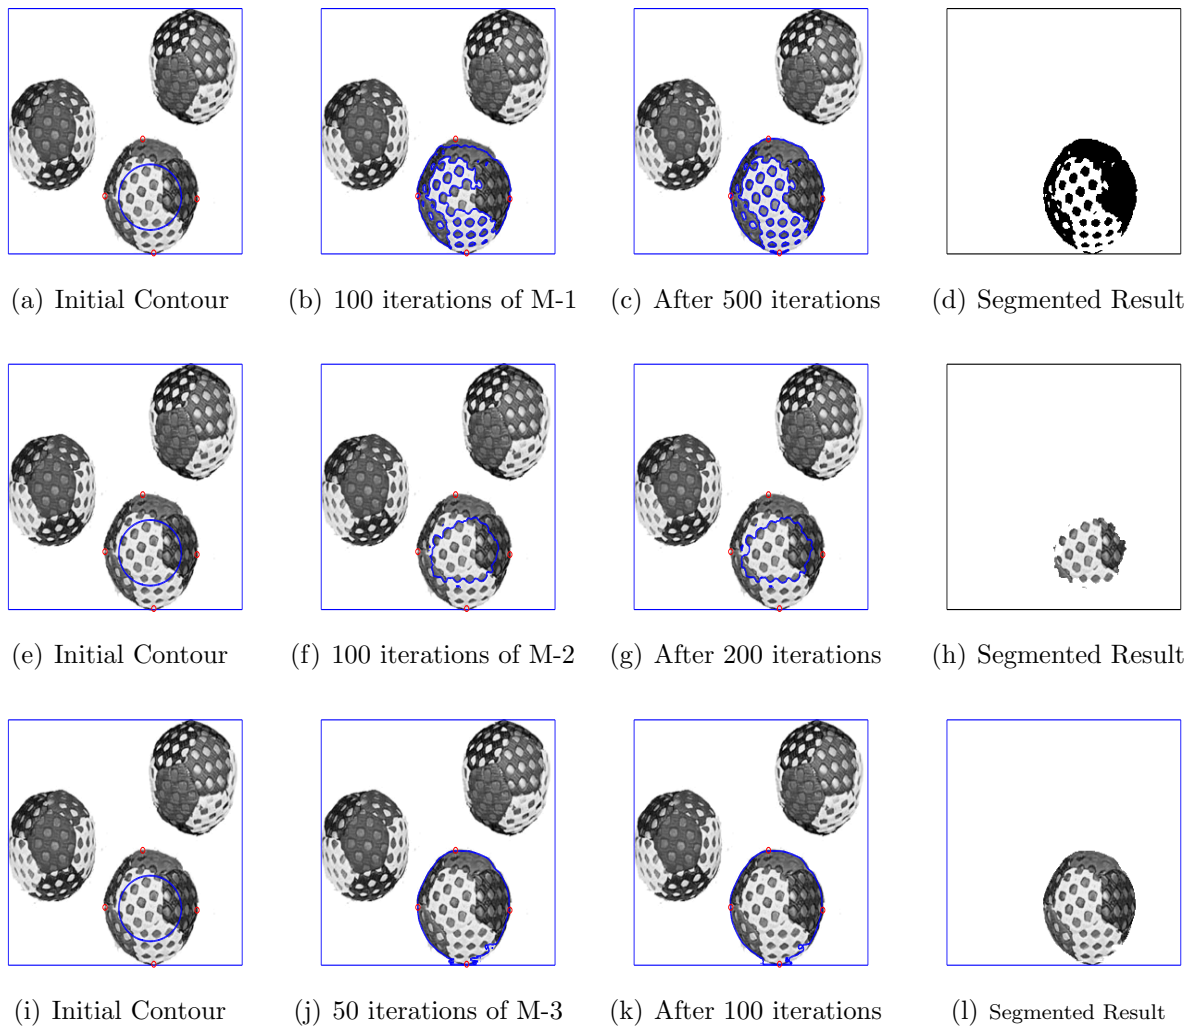 (a) Initial Contour
(b) 100 iterations of M-1
(c) After 500 iterations
(d) Segmented Result
(e) Initial Contour
(f) 100 iterations of M-2
(g) After 200 iterations
(h) Segmented Result
(i) Initial Contour
(j) 50 iterations of M-3
(k) After 100 iterations
(l) Segmented Result